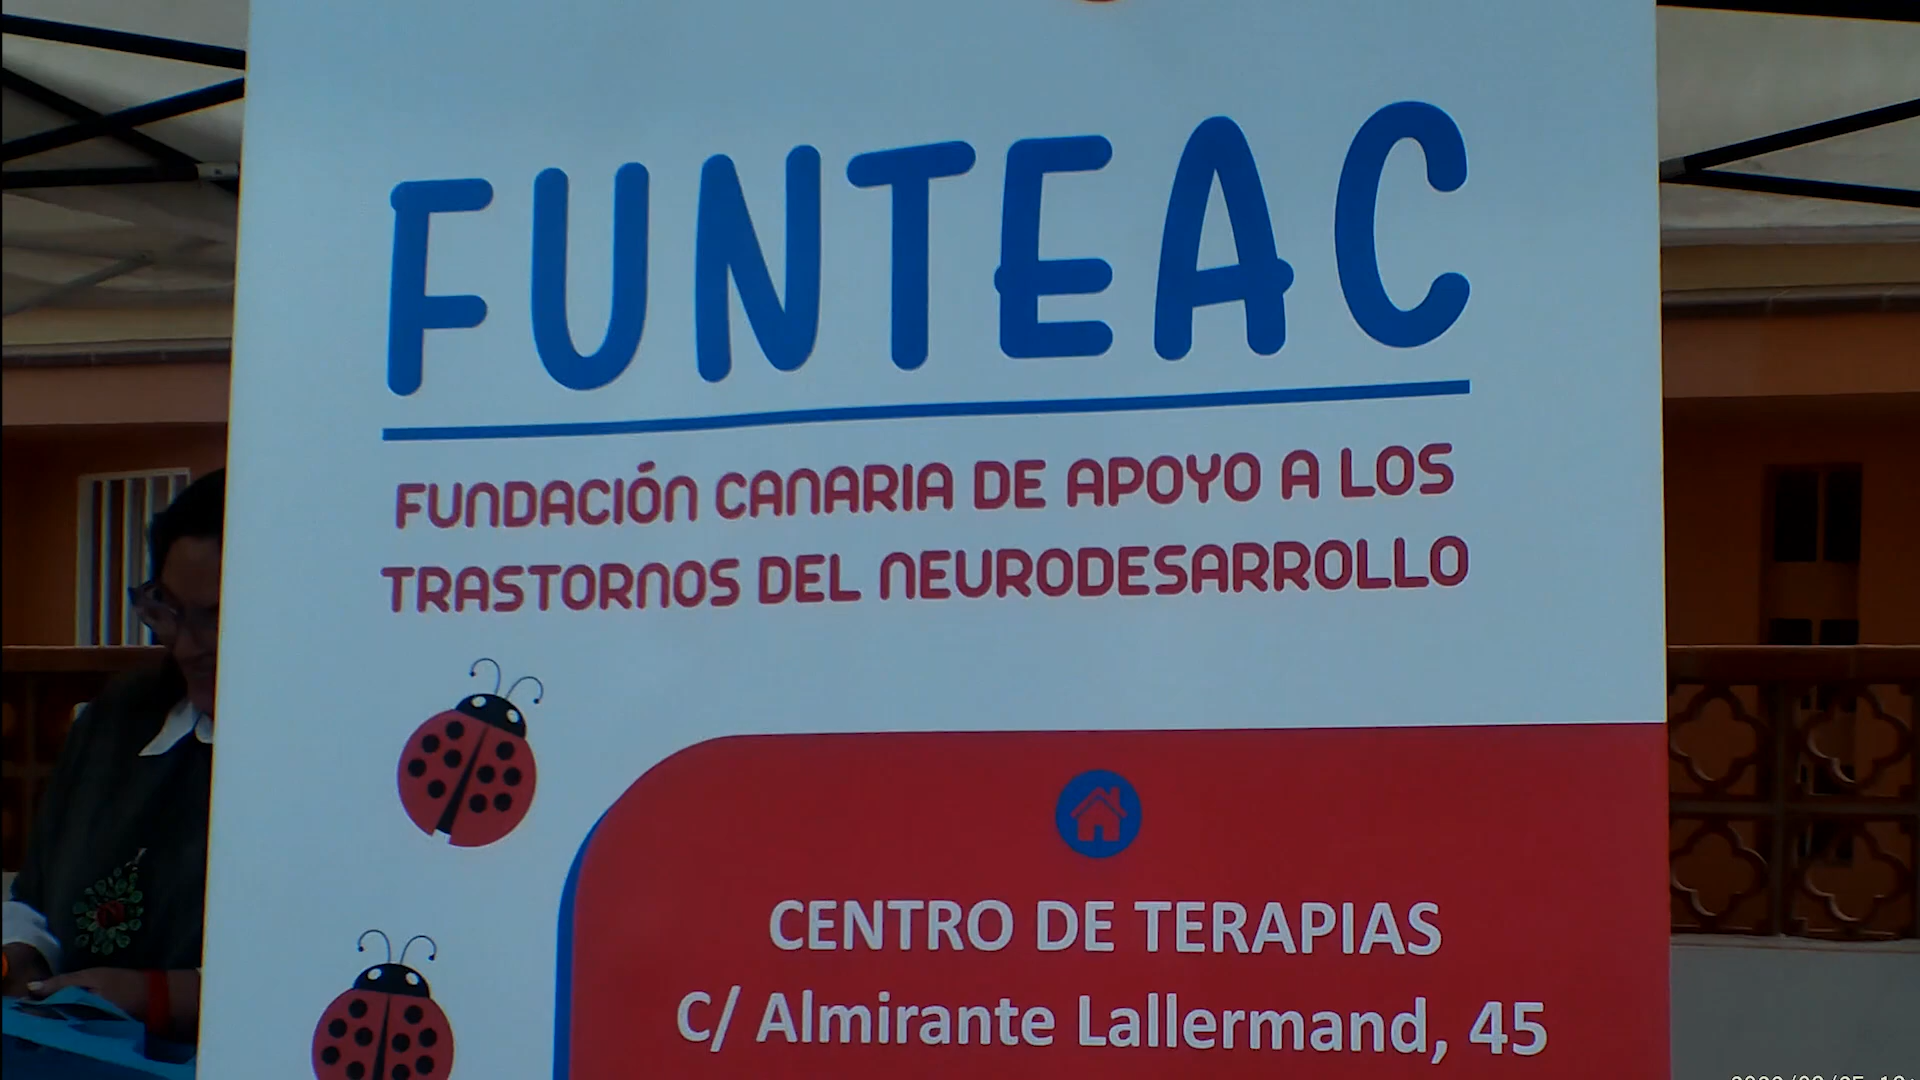 FUNTEAC
FUNDACIÓN CANARIA DE APOYO A LOS
TRASTORNOS DEL NEURODESARROLLO
CENTRO DE TERAPIAS
C/ Almirante Lallermand, 45